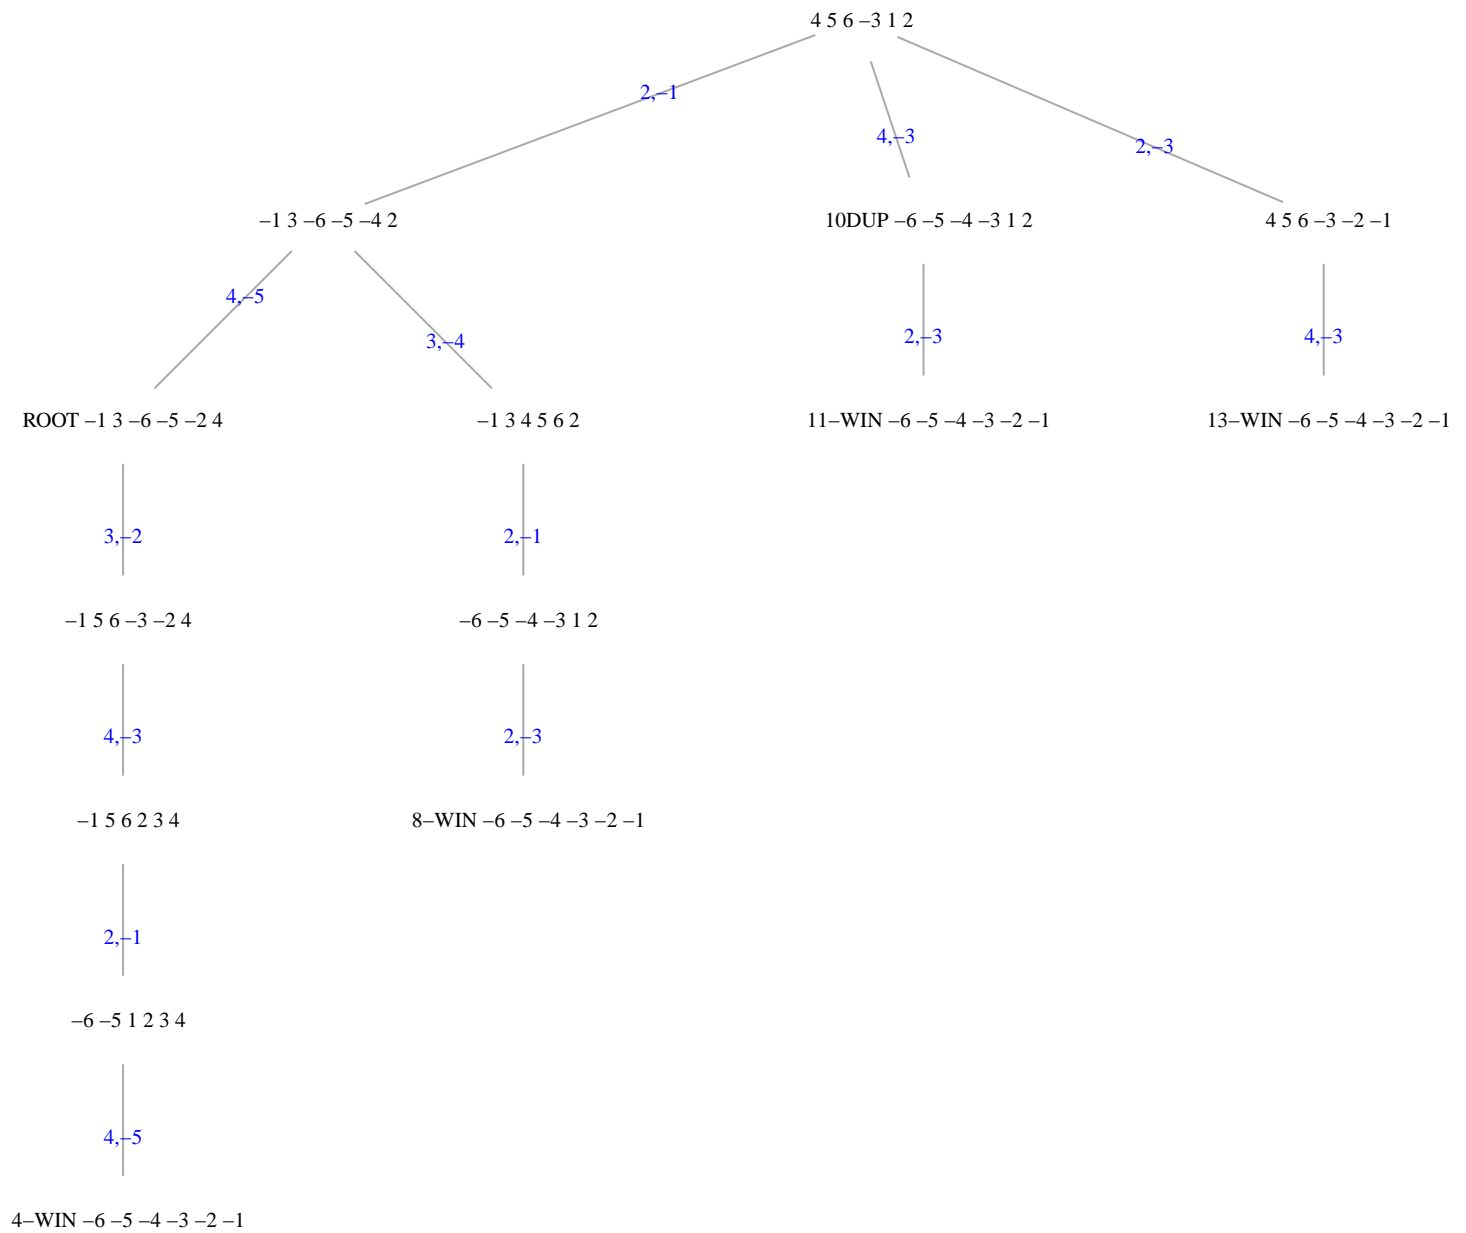 4 5 6 −3 1 2
2,−1
4,−3
2,−3
−1 3 −6 −5 −4 2
10DUP −6 −5 −4 −3 1 2
4 5 6 −3 −2 −1
4,−5
3,−4
2,−3
4,−3
ROOT −1 3 −6 −5 −2 4
−1 3 4 5 6 2
11−WIN −6 −5 −4 −3 −2 −1
13−WIN −6 −5 −4 −3 −2 −1
3,−2
2,−1
−1 5 6 −3 −2 4
−6 −5 −4 −3 1 2
4,−3
2,−3
−1 5 6 2 3 4
8−WIN −6 −5 −4 −3 −2 −1
2,−1
−6 −5 1 2 3 4
4,−5
4−WIN −6 −5 −4 −3 −2 −1